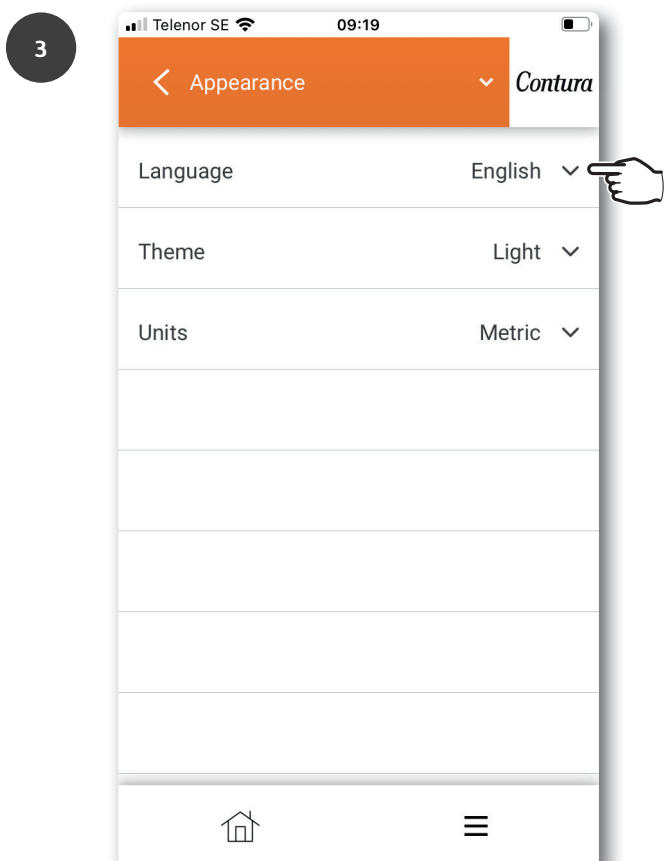 3
Telenor SE 09:19
Appearance Contura
Language English
Theme Light
Units Metric